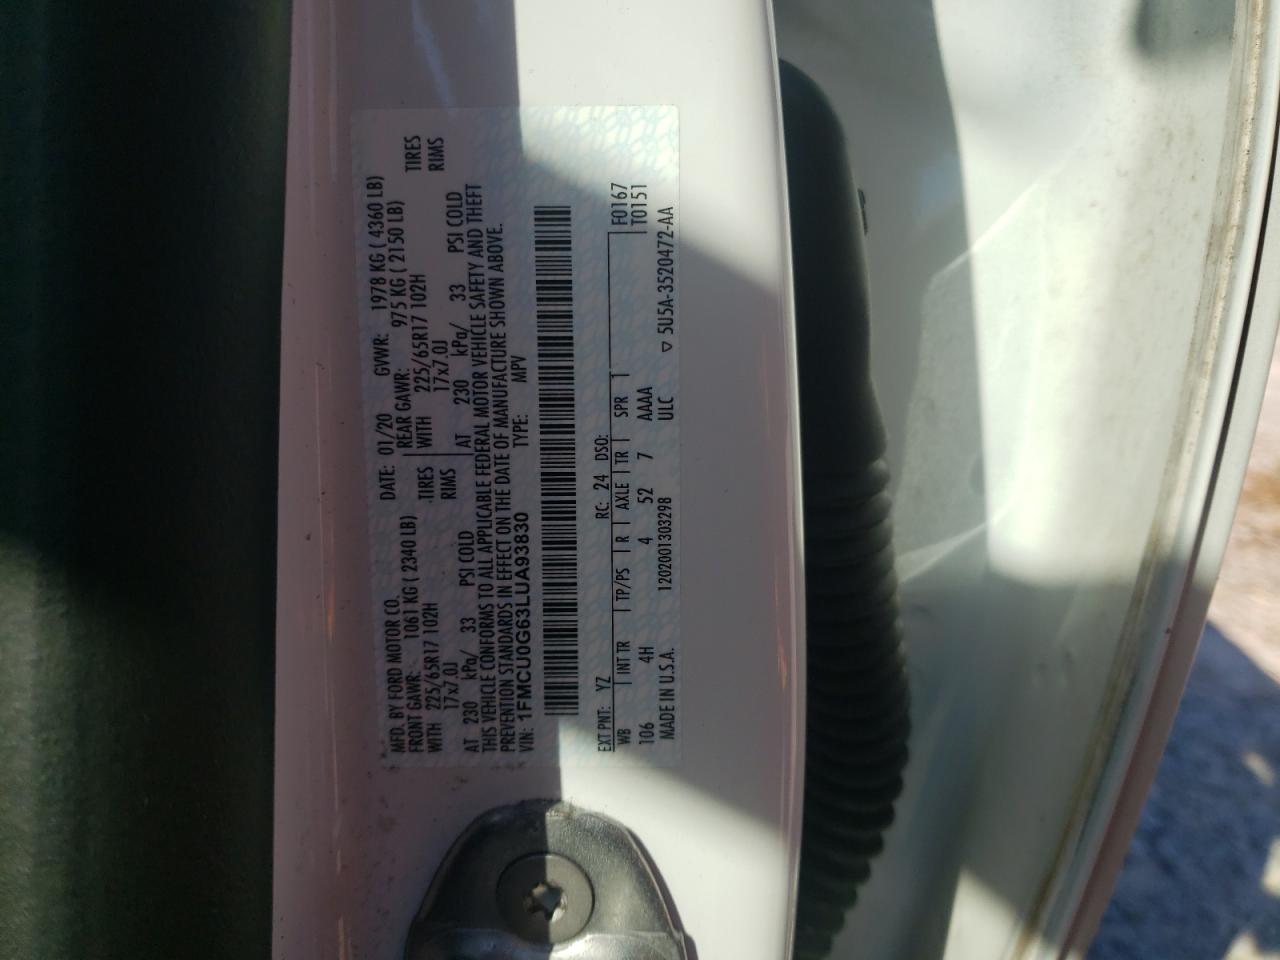 MFD. BY FORD MOTOR CO. DATE: 01/20 GVWR: 1978 KG ( 4360 LB)
FRONT GAWR: 1061 KG ( 2340 LB) REAR GAWR: 975 KG ( 2150 LB)
WITH 225/65R17 102H TIRES WITH 225/65R17 102H TIRES
17x7.0J RIMS 17x7.0J RIMS
AT 230 kPa/ 33 PSI COLD AT 230 kPa/ 33 PSI COLD
THIS VEHICLE CONFORMS TO ALL APPLICABLE FEDERAL MOTOR VEHICLE SAFETY AND THEFT
PREVENTION STANDARDS IN EFFECT ON THE DATE OF MANUFACTURE SHOWN ABOVE.
VIN: 1FMCU0G63LUA93830 TYPE: MPV
EXT PNT: YZ RC: 24 DSO: F0167
WB INT TR TP/PS R AXLE TR SPR T0151
106 4H 4 52 7 AAAA
MADE IN U.S.A. 1202001303298 ULC ▽ 5U5A-3520472-AA